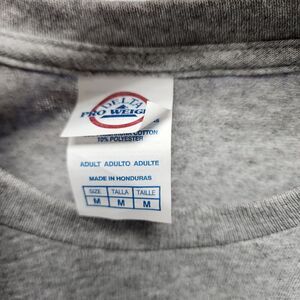 DELTA
PRO WEIGH
COTTON
10% POLYESTER
ADULT ADULTO ADULTE
MADE IN HONDURAS
SIZE TALLA TAILLE
M M M